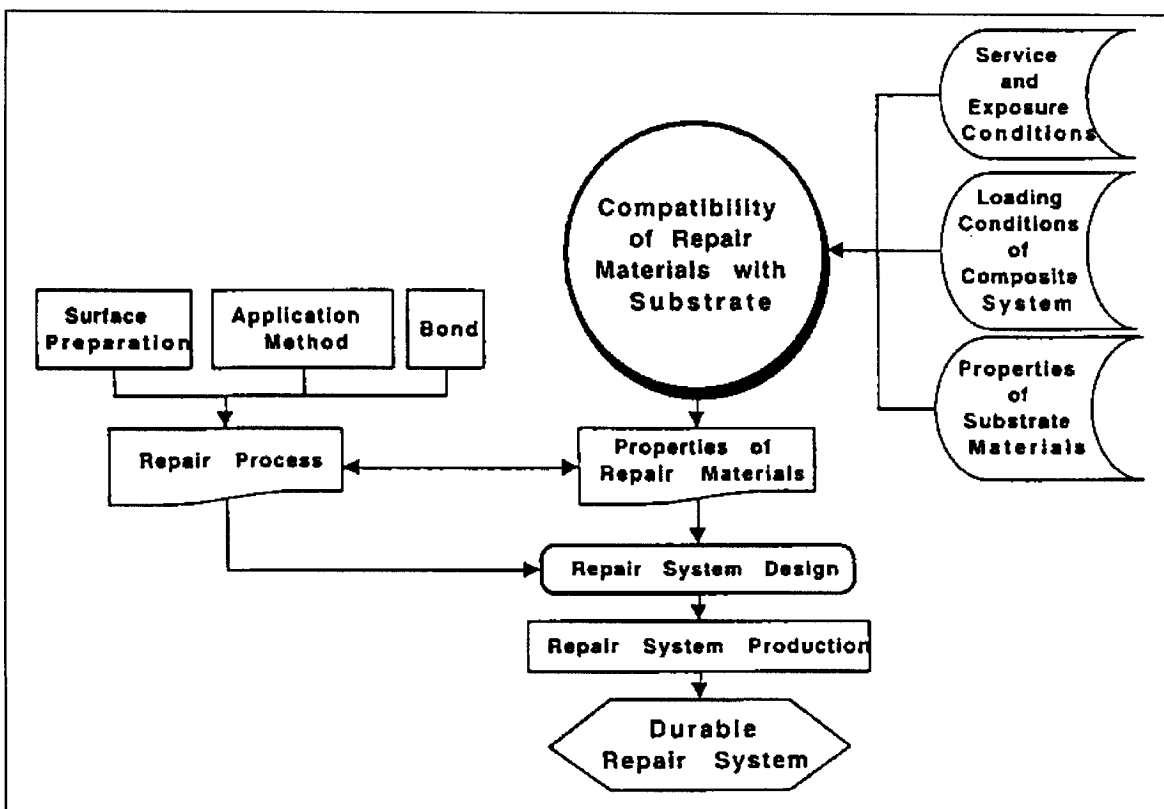 Service
and
Exposure
Conditions
Compatibility
of Repair
Materials with
Substrate
Loading
Conditions
of
Composite
System
Surface
Preparation
Application
Method
Bond
Properties
of
Substrate
Materials
Repair Process
Properties of
Repair Materials
Repair System Design
Repair System Production
Durable
Repair System